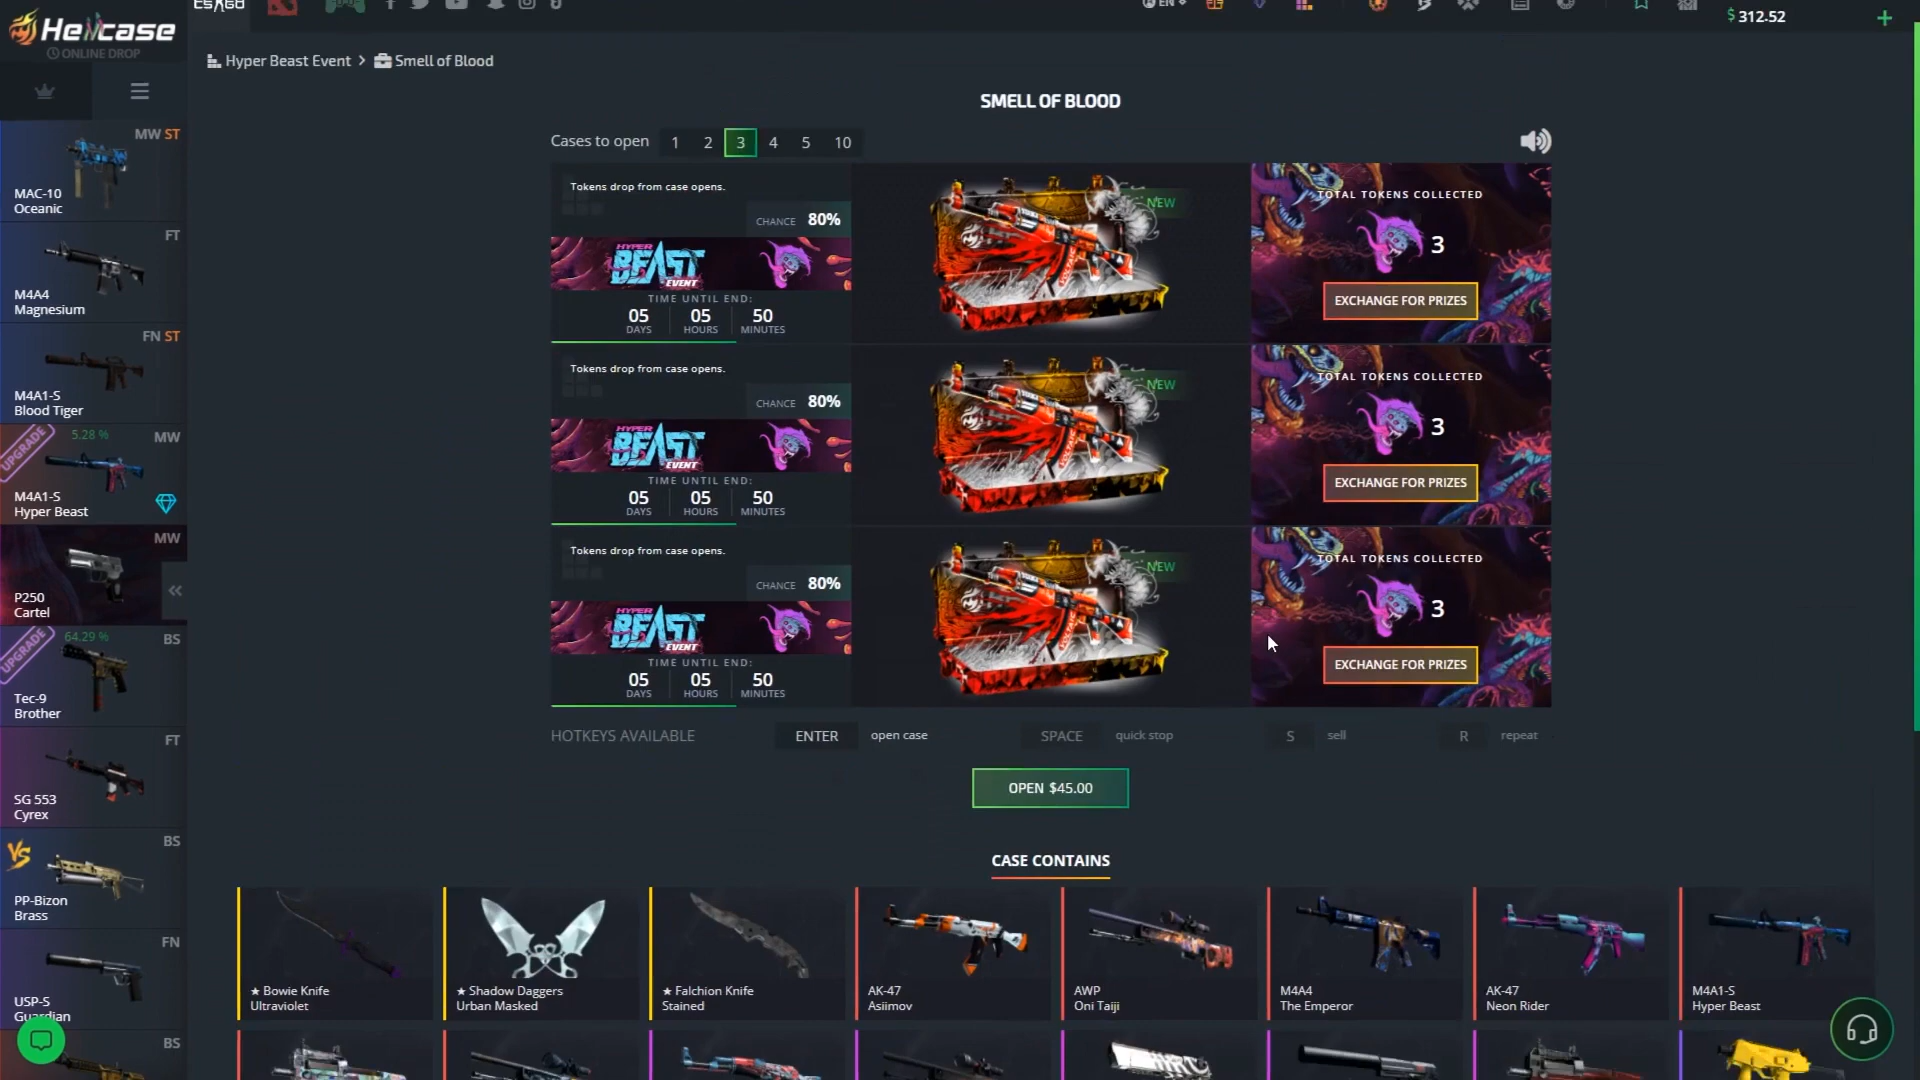 CS:GO
EN
$ 312.52
Hellcase
ONLINE DROP
Hyper Beast Event > Smell of Blood
SMELL OF BLOOD
Cases to open 1 2 3 4 5 10
MW ST
MAC-10
Oceanic
FT
M4A4
Magnesium
FN ST
M4A1-S
Blood Tiger
UPGRADE
5.28 %
MW
M4A1-S
Hyper Beast
MW
P250
Cartel
UPGRADE
64.29 %
BS
Tec-9
Brother
FT
SG 553
Cyrex
VS
BS
PP-Bizon
Brass
FN
USP-S
Guardian
BS
Tokens drop from case opens.
CHANCE 80%
HYPER
BEAST
EVENT
TIME UNTIL END:
05 05 50
DAYS HOURS MINUTES
NEW
TOTAL TOKENS COLLECTED
3
EXCHANGE FOR PRIZES
Tokens drop from case opens.
CHANCE 80%
HYPER
BEAST
EVENT
TIME UNTIL END:
05 05 50
DAYS HOURS MINUTES
NEW
TOTAL TOKENS COLLECTED
3
EXCHANGE FOR PRIZES
Tokens drop from case opens.
CHANCE 80%
HYPER
BEAST
EVENT
TIME UNTIL END:
05 05 50
DAYS HOURS MINUTES
NEW
TOTAL TOKENS COLLECTED
3
EXCHANGE FOR PRIZES
HOTKEYS AVAILABLE ENTER open case SPACE quick stop S sell R repeat
OPEN $45.00
CASE CONTAINS
★ Bowie Knife
Ultraviolet
★ Shadow Daggers
Urban Masked
★ Falchion Knife
Stained
AK-47
Asiimov
AWP
Oni Taiji
M4A4
The Emperor
AK-47
Neon Rider
M4A1-S
Hyper Beast